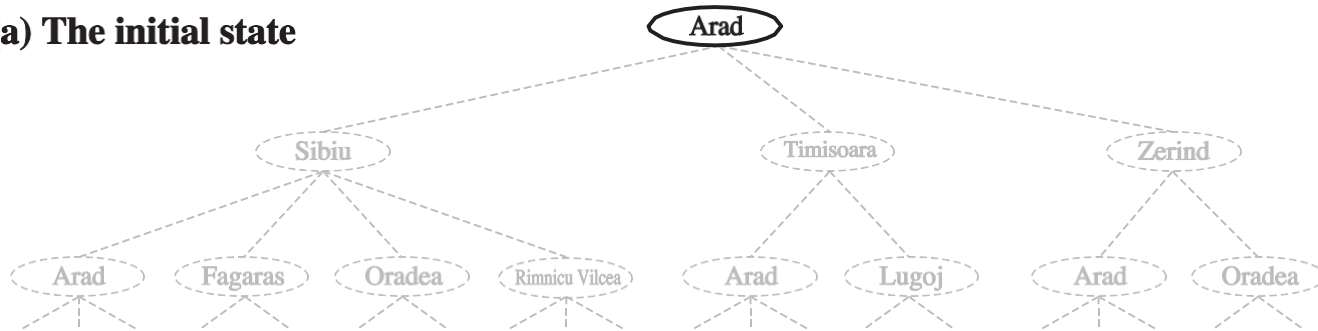 a) The initial state
Arad
Sibiu
Timisoara
Zerind
Arad
Fagaras
Oradea
Rimnicu Vilcea
Arad
Lugoj
Arad
Oradea